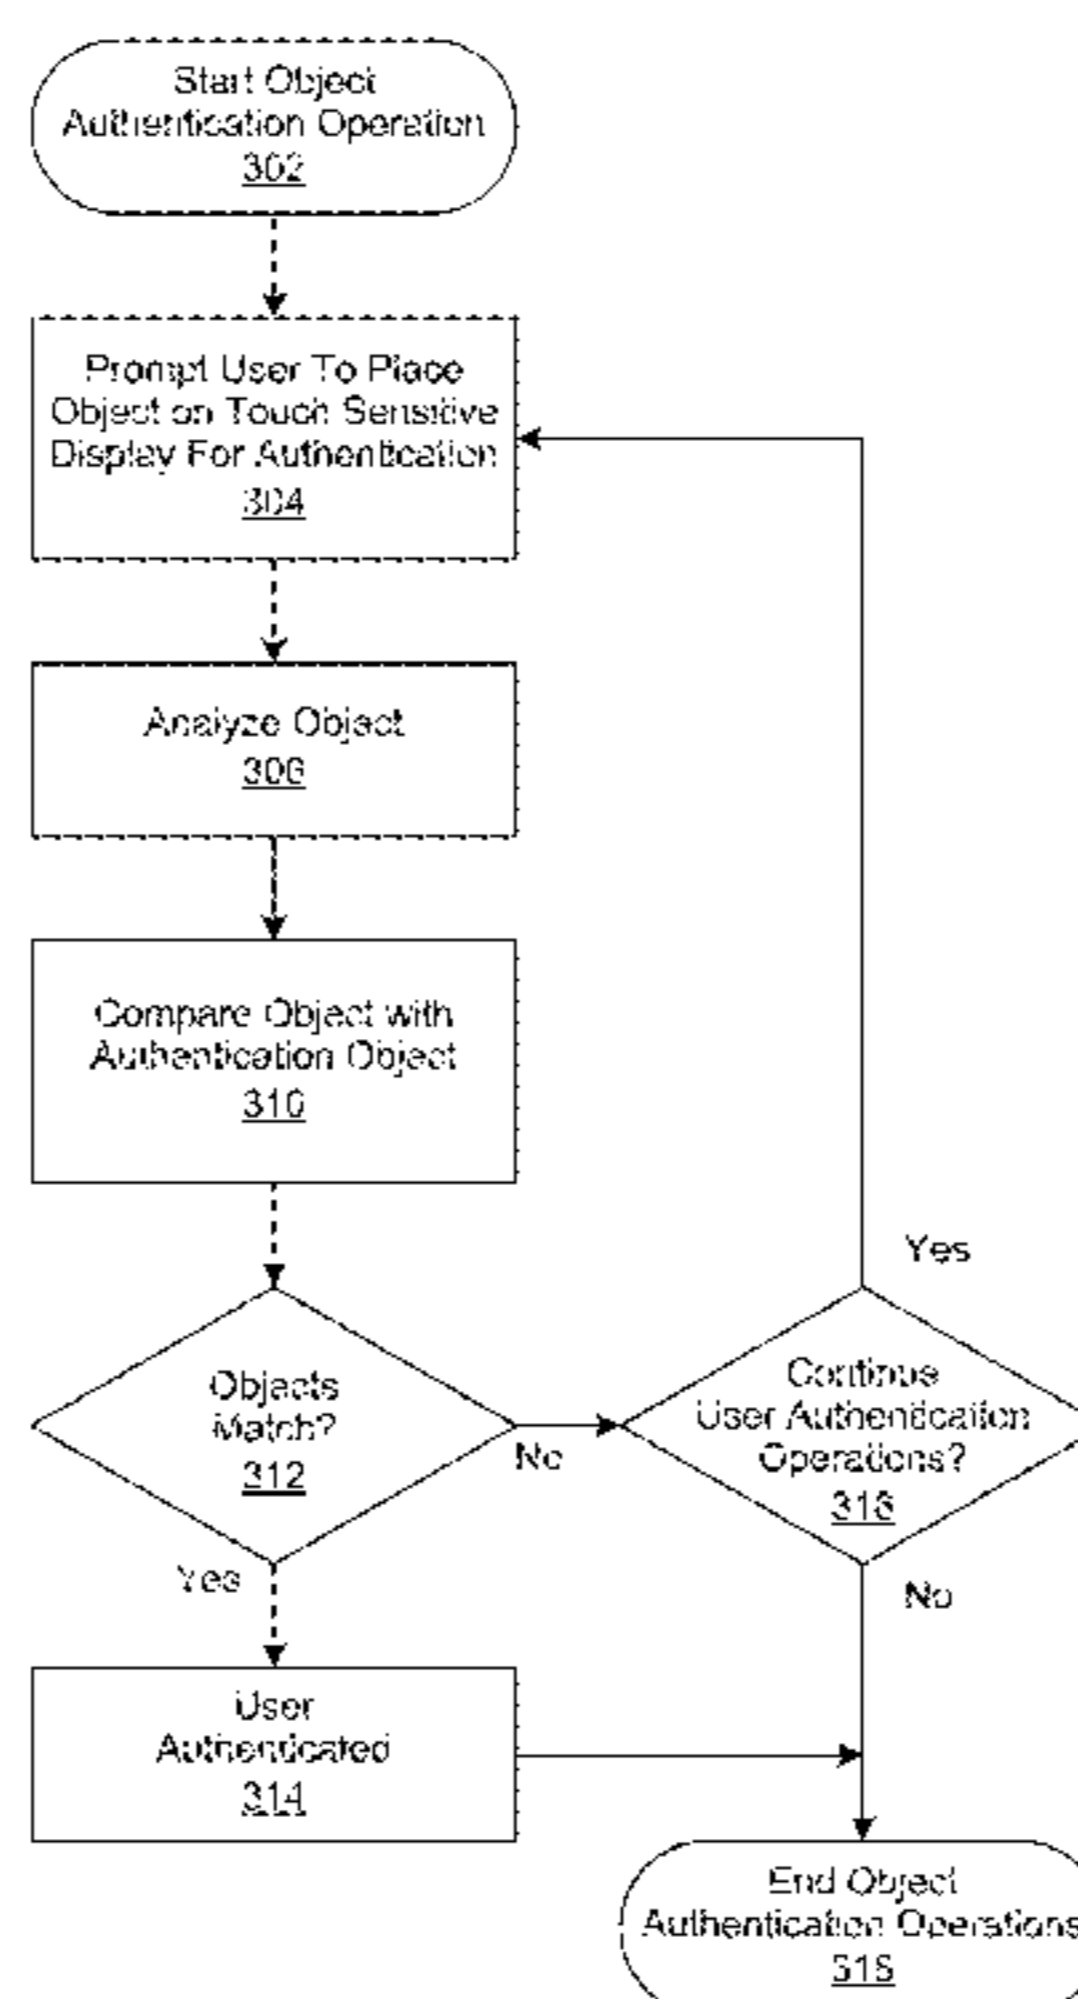 Start Object
Authentication Operation
302
Prompt User To Place
Object on Touch Sensitive
Display For Authentication
304
Analyze Object
306
Compare Object with
Authentication Object
310
Objects
Match?
312
No
Yes
Continue
User Authentication
Operations?
316
Yes
No
User
Authenticated
314
End Object
Authentication Operations
318